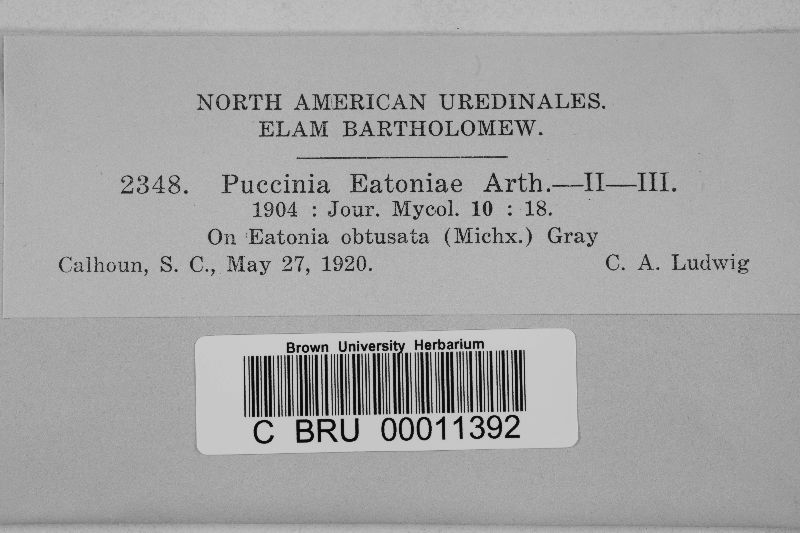 NORTH AMERICAN UREDINALES.
ELAM BARTHOLOMEW.
2348. Puccinia Eatoniae Arth.—II—III.
1904 : Jour. Mycol. 10 : 18.
On Eatonia obtusata (Michx.) Gray
Calhoun, S. C., May 27, 1920. C. A. Ludwig
Brown University Herbarium
C BRU 00011392